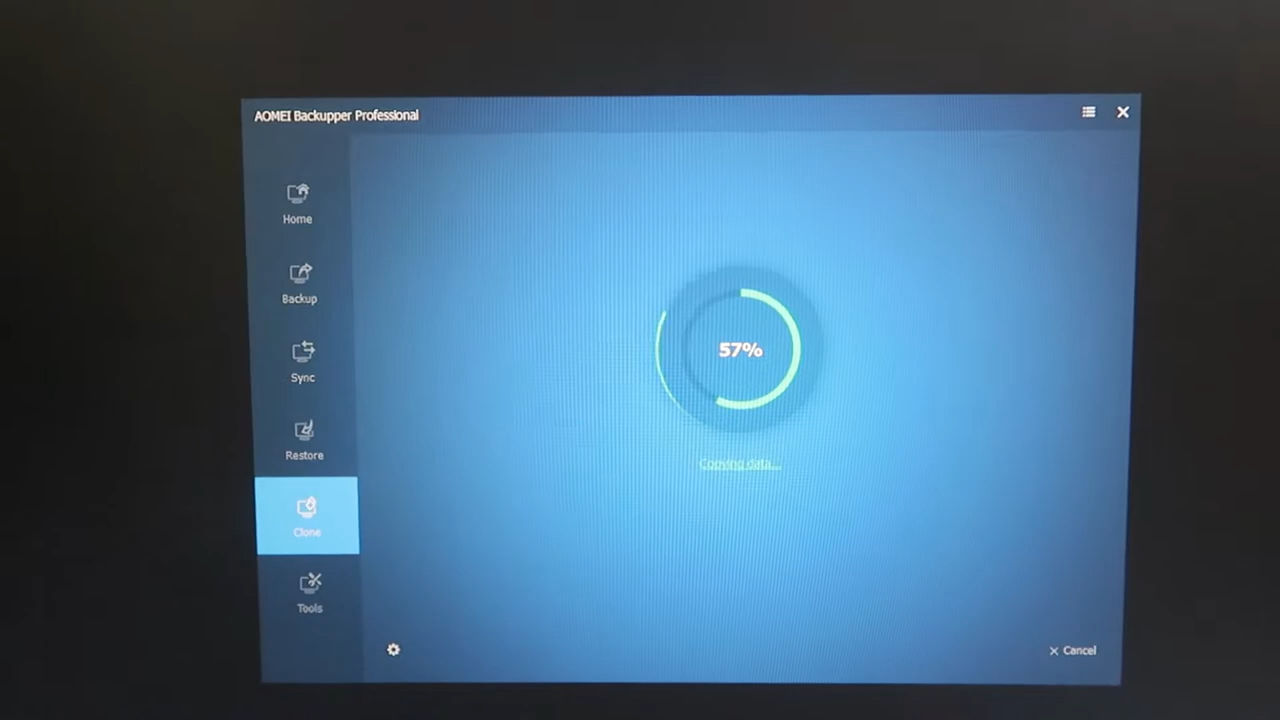 AOMEI Backupper Professional
Home
Backup
Sync
Restore
Clone
Tools
57%
Copying data...
Cancel